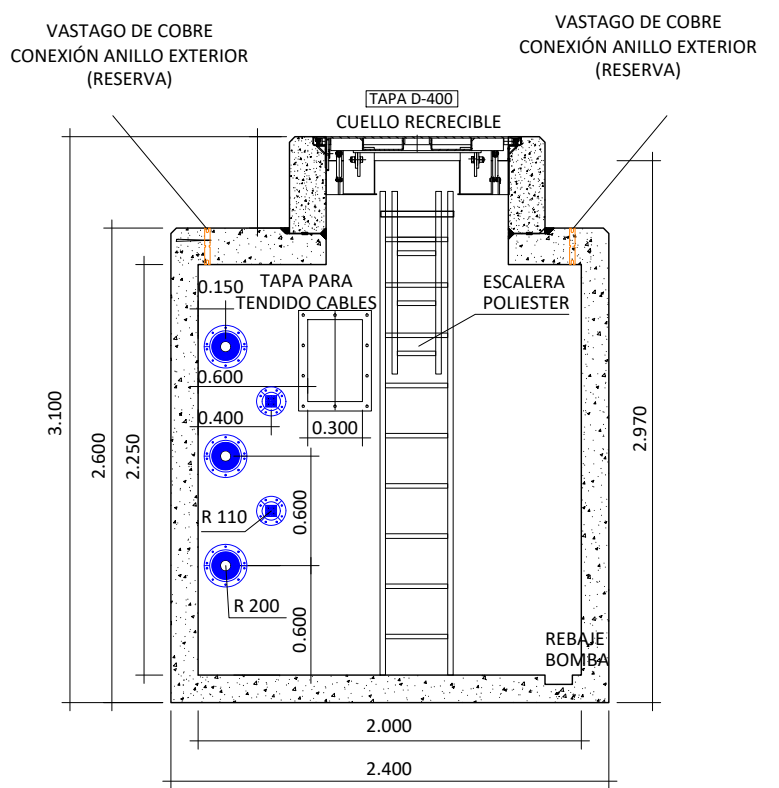 VASTAGO DE COBRE
CONEXIÓN ANILLO EXTERIOR
(RESERVA)
VASTAGO DE COBRE
CONEXIÓN ANILLO EXTERIOR
(RESERVA)
TAPA D-400
CUELLO RECRECIBLE
TAPA PARA
TENDIDO CABLES
ESCALERA
POLIESTER
0.150
0.600
0.400
0.300
3.100
2.600
2.250
2.970
R 110
0.600
R 200
0.600
REBAJE
BOMBA
2.000
2.400